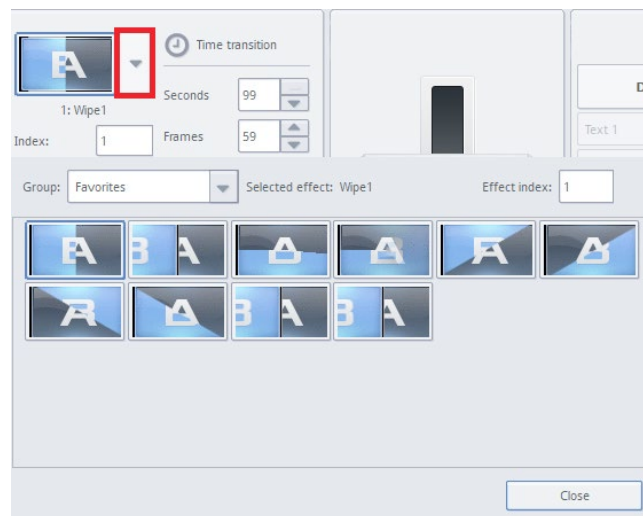 Time transition
Seconds 99
1: Wipe1
Index: 1
Frames 59
D
Text 1
Group: Favorites
Selected effect: Wipe1
Effect index: 1
B A
B A
B A
Close